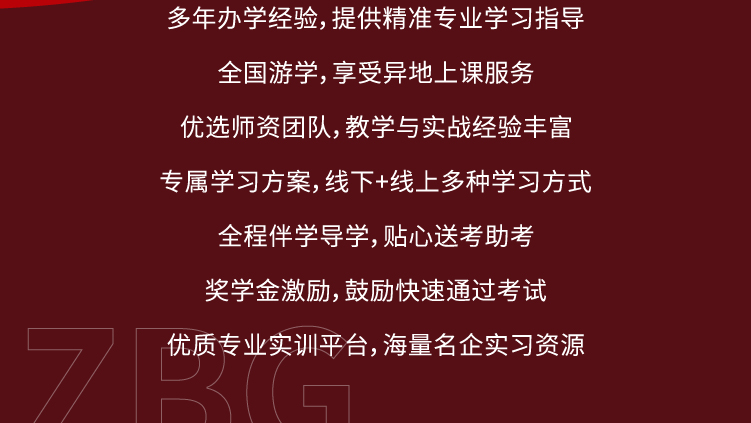 多年办学经验，提供精准专业学习指导
全国游学，享受异地上课服务
优选师资团队，教学与实战经验丰富
专属学习方案，线下+线上多种学习方式
全程伴学导学，贴心送考助考
奖学金激励，鼓励快速通过考试
优质专业实训平台，海量名企实习资源
ZBG